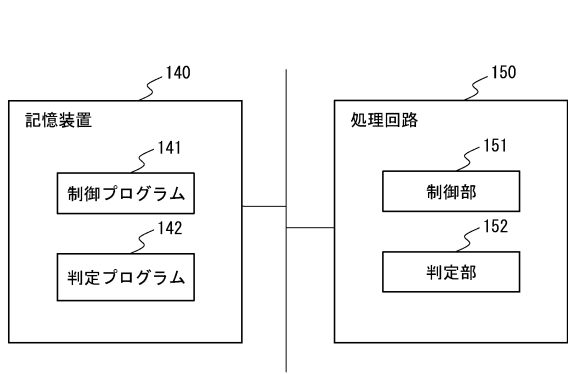 140
記憶装置
141
制御プログラム
142
判定プログラム
150
処理回路
151
制御部
152
判定部